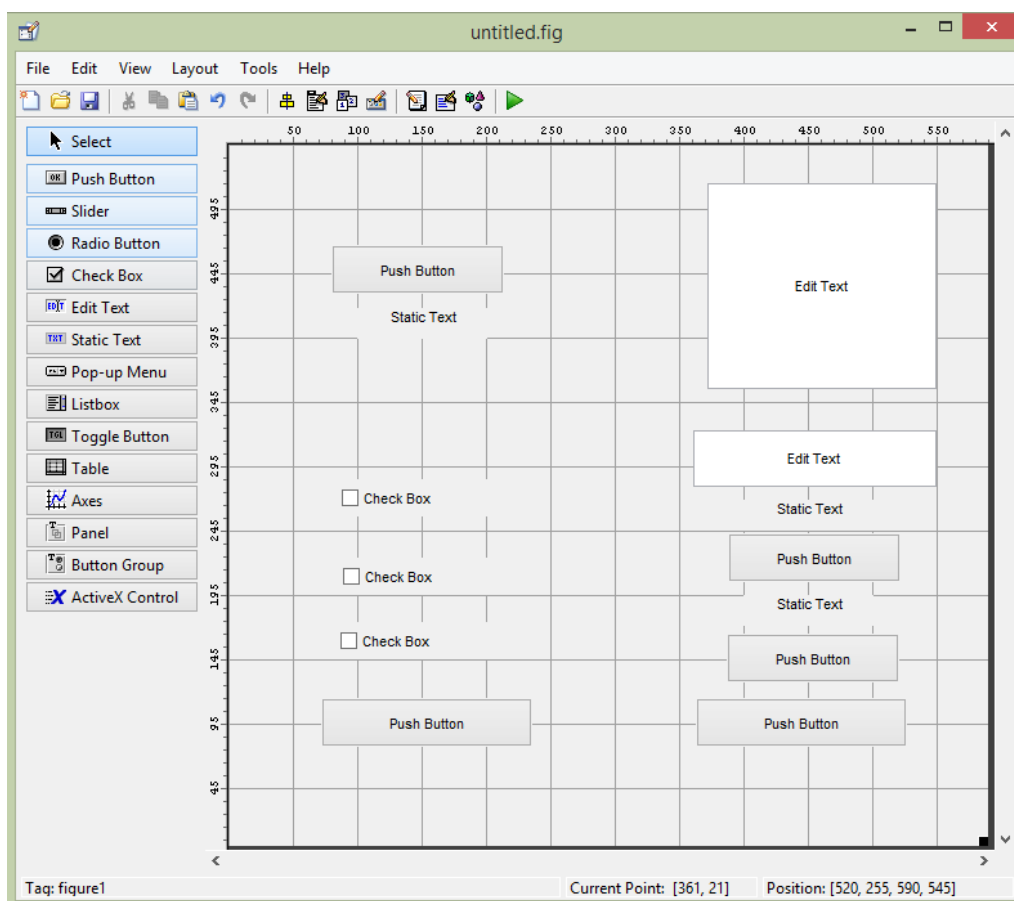 untitled.fig
File Edit View Layout Tools Help
Select
Push Button
Slider
Radio Button
Check Box
Edit Text
Static Text
Pop-up Menu
Listbox
Toggle Button
Table
Axes
Panel
Button Group
ActiveX Control
50 100 150 200 250 300 350 400 450 500 550
495
445
395
345
295
245
195
145
95
45
Push Button
Static Text
Check Box
Check Box
Check Box
Push Button
Edit Text
Edit Text
Static Text
Push Button
Static Text
Push Button
Push Button
Tag: figure1
Current Point: [361, 21]
Position: [520, 255, 590, 545]